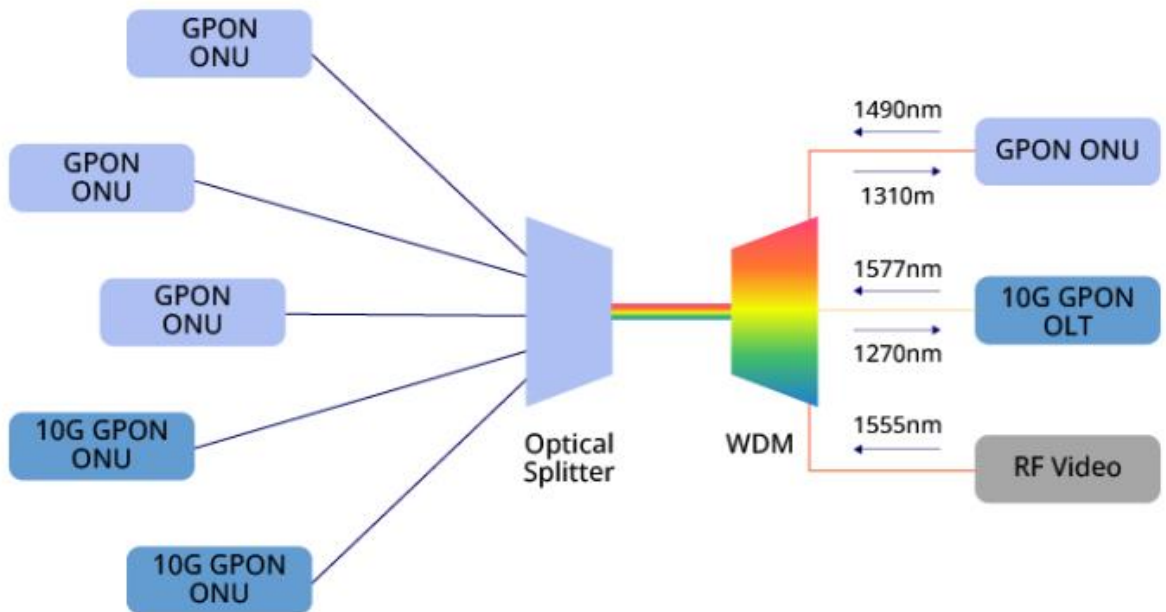 GPON
ONU
GPON
ONU
GPON
ONU
10G GPON
ONU
10G GPON
ONU
Optical
Splitter
WDM
1490nm
1310m
GPON ONU
1577nm
1270nm
10G GPON
OLT
1555nm
RF Video